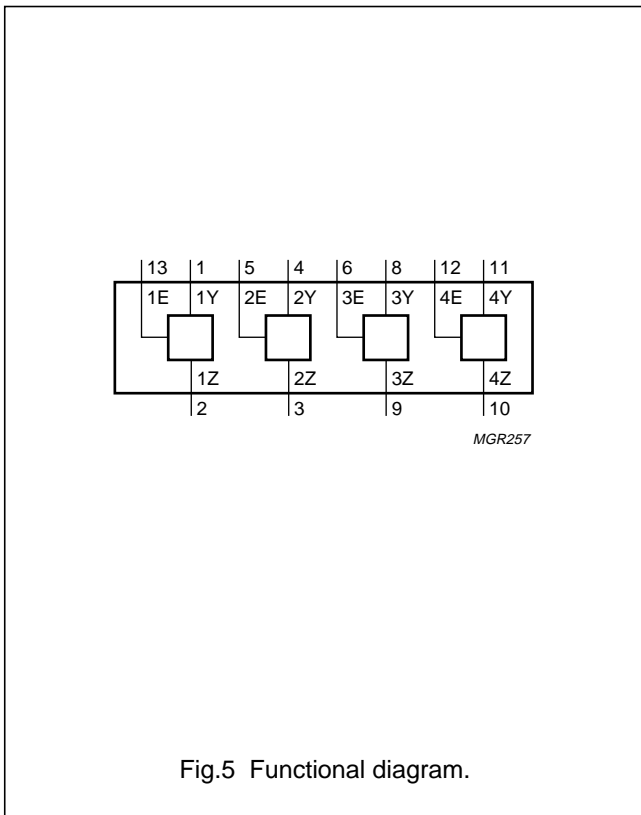 13 1 5 4 6 8 12 11
1E 1Y 2E 2Y 3E 3Y 4E 4Y
1Z 2Z 3Z 4Z
2 3 9 10
MGR257
Fig.5 Functional diagram.